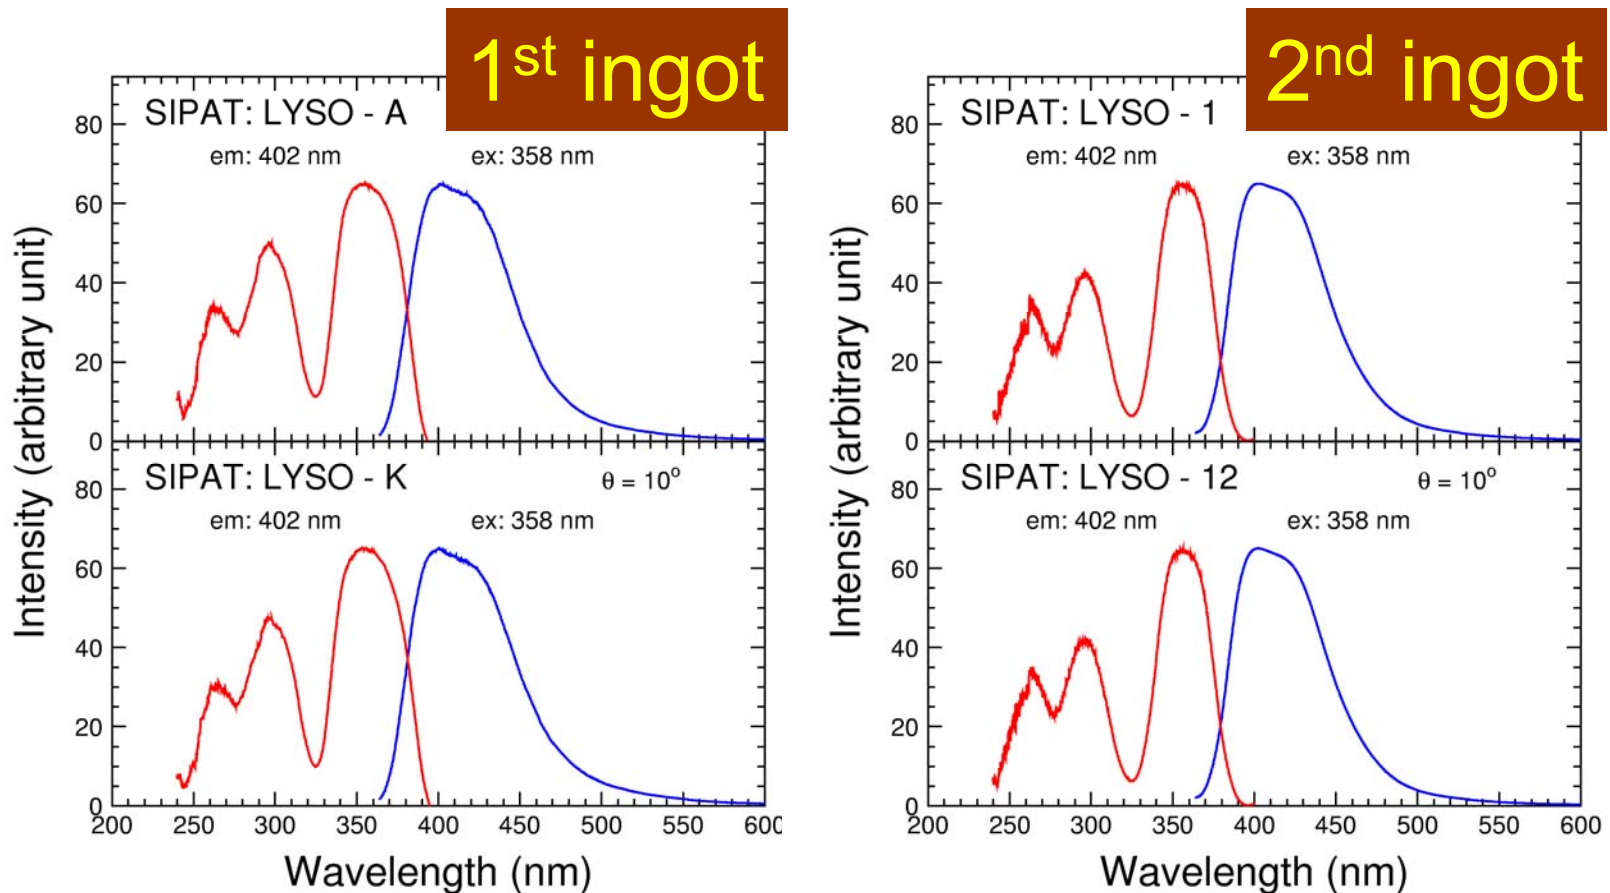 1st ingot
SIPAT: LYSO - A
em: 402 nm ex: 358 nm
80
60
40
20
0
SIPAT: LYSO - K
θ = 10o
em: 402 nm ex: 358 nm
80
60
40
20
0
200 250 300 350 400 450 500 550 600
Intensity (arbitrary unit)
Wavelength (nm)
2nd ingot
SIPAT: LYSO - 1
em: 402 nm ex: 358 nm
80
60
40
20
0
SIPAT: LYSO - 12
θ = 10o
em: 402 nm ex: 358 nm
80
60
40
20
0
200 250 300 350 400 450 500 550 600
Intensity (arbitrary unit)
Wavelength (nm)